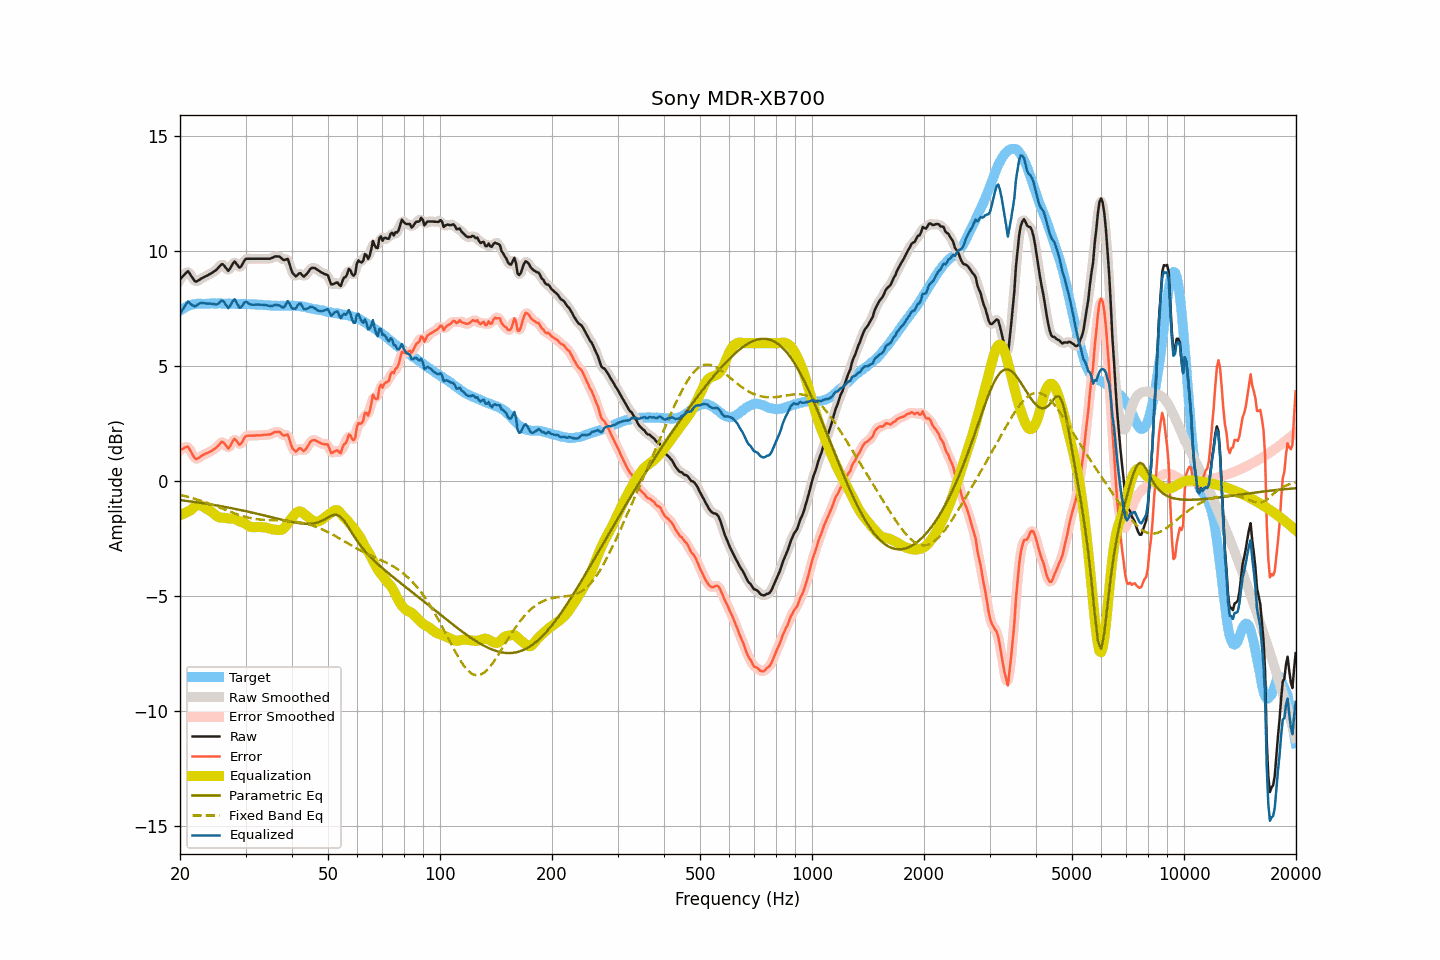 Sony MDR-XB700
15
10
5
0
−5
−10
−15
Amplitude (dBr)
Target
Raw Smoothed
Error Smoothed
Raw
Error
Equalization
Parametric Eq
Fixed Band Eq
Equalized
20 50 100 200 500 1000 2000 5000 10000 20000
Frequency (Hz)